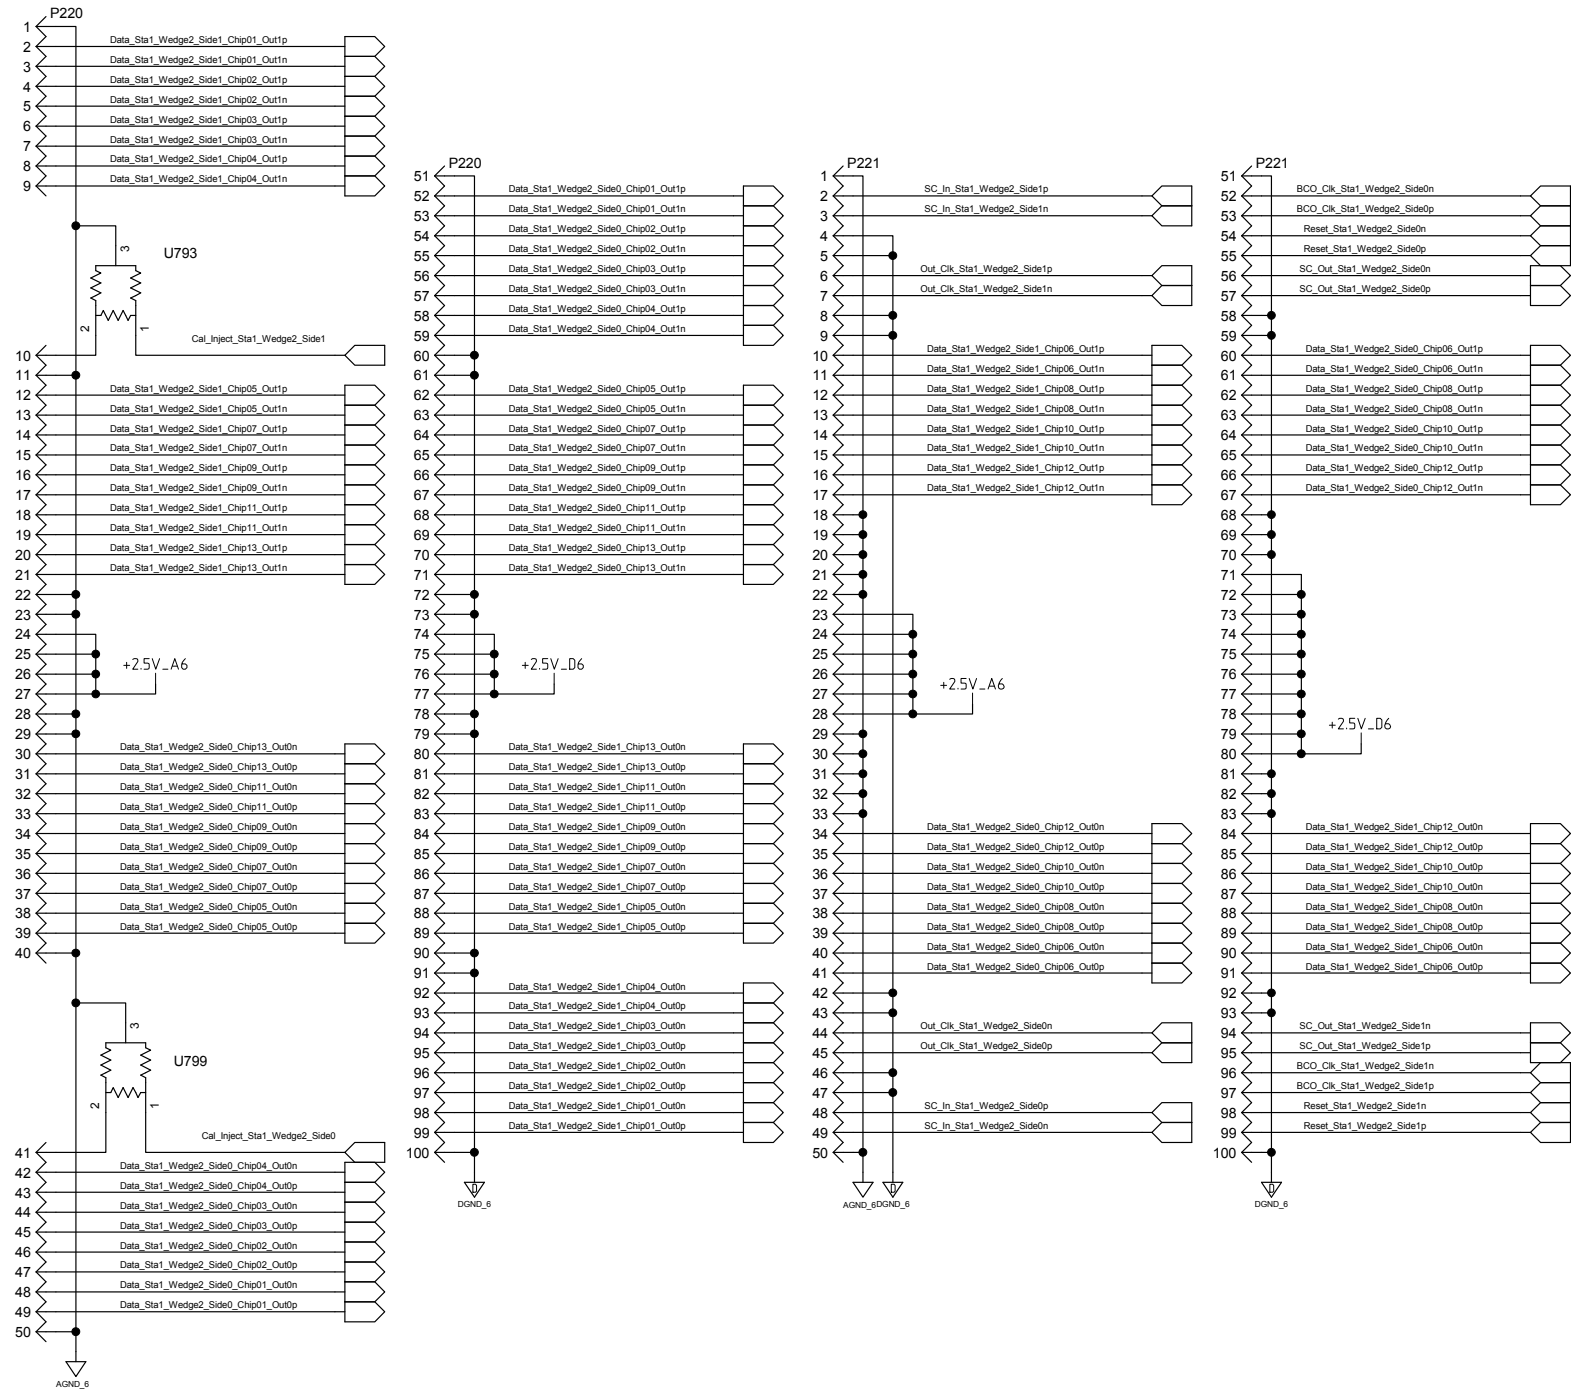 P220
1
2 Data_Sta1_Wedge2_Side1_Chip01_Out1p
3 Data_Sta1_Wedge2_Side1_Chip01_Out1n
4 Data_Sta1_Wedge2_Side1_Chip02_Out1p
5 Data_Sta1_Wedge2_Side1_Chip02_Out1n
6 Data_Sta1_Wedge2_Side1_Chip03_Out1p
7 Data_Sta1_Wedge2_Side1_Chip03_Out1n
8 Data_Sta1_Wedge2_Side1_Chip04_Out1p
9 Data_Sta1_Wedge2_Side1_Chip04_Out1n
3
U793
2
1
Cal_Inject_Sta1_Wedge2_Side1
10
11
12 Data_Sta1_Wedge2_Side1_Chip05_Out1p
13 Data_Sta1_Wedge2_Side1_Chip05_Out1n
14 Data_Sta1_Wedge2_Side1_Chip07_Out1p
15 Data_Sta1_Wedge2_Side1_Chip07_Out1n
16 Data_Sta1_Wedge2_Side1_Chip09_Out1p
17 Data_Sta1_Wedge2_Side1_Chip09_Out1n
18 Data_Sta1_Wedge2_Side1_Chip11_Out1p
19 Data_Sta1_Wedge2_Side1_Chip11_Out1n
20 Data_Sta1_Wedge2_Side1_Chip13_Out1p
21 Data_Sta1_Wedge2_Side1_Chip13_Out1n
22
23
24
25
+2.5V_A6
26
27
28
29
30 Data_Sta1_Wedge2_Side0_Chip13_Out0n
31 Data_Sta1_Wedge2_Side0_Chip13_Out0p
32 Data_Sta1_Wedge2_Side0_Chip11_Out0n
33 Data_Sta1_Wedge2_Side0_Chip11_Out0p
34 Data_Sta1_Wedge2_Side0_Chip09_Out0n
35 Data_Sta1_Wedge2_Side0_Chip09_Out0p
36 Data_Sta1_Wedge2_Side0_Chip07_Out0n
37 Data_Sta1_Wedge2_Side0_Chip07_Out0p
38 Data_Sta1_Wedge2_Side0_Chip05_Out0n
39 Data_Sta1_Wedge2_Side0_Chip05_Out0p
40
3
U799
2
1
Cal_Inject_Sta1_Wedge2_Side0
41
42 Data_Sta1_Wedge2_Side0_Chip04_Out0n
43 Data_Sta1_Wedge2_Side0_Chip04_Out0p
44 Data_Sta1_Wedge2_Side0_Chip03_Out0n
45 Data_Sta1_Wedge2_Side0_Chip03_Out0p
46 Data_Sta1_Wedge2_Side0_Chip02_Out0n
47 Data_Sta1_Wedge2_Side0_Chip02_Out0p
48 Data_Sta1_Wedge2_Side0_Chip01_Out0n
49 Data_Sta1_Wedge2_Side0_Chip01_Out0p
50
AGND_6
P220
51
52 Data_Sta1_Wedge2_Side0_Chip01_Out1p
53 Data_Sta1_Wedge2_Side0_Chip01_Out1n
54 Data_Sta1_Wedge2_Side0_Chip02_Out1p
55 Data_Sta1_Wedge2_Side0_Chip02_Out1n
56 Data_Sta1_Wedge2_Side0_Chip03_Out1p
57 Data_Sta1_Wedge2_Side0_Chip03_Out1n
58 Data_Sta1_Wedge2_Side0_Chip04_Out1p
59 Data_Sta1_Wedge2_Side0_Chip04_Out1n
60
61
62 Data_Sta1_Wedge2_Side0_Chip05_Out1p
63 Data_Sta1_Wedge2_Side0_Chip05_Out1n
64 Data_Sta1_Wedge2_Side0_Chip07_Out1p
65 Data_Sta1_Wedge2_Side0_Chip07_Out1n
66 Data_Sta1_Wedge2_Side0_Chip09_Out1p
67 Data_Sta1_Wedge2_Side0_Chip09_Out1n
68 Data_Sta1_Wedge2_Side0_Chip11_Out1p
69 Data_Sta1_Wedge2_Side0_Chip11_Out1n
70 Data_Sta1_Wedge2_Side0_Chip13_Out1p
71 Data_Sta1_Wedge2_Side0_Chip13_Out1n
72
73
74
75
+2.5V_D6
76
77
78
79
80 Data_Sta1_Wedge2_Side1_Chip13_Out0n
81 Data_Sta1_Wedge2_Side1_Chip13_Out0p
82 Data_Sta1_Wedge2_Side1_Chip11_Out0n
83 Data_Sta1_Wedge2_Side1_Chip11_Out0p
84 Data_Sta1_Wedge2_Side1_Chip09_Out0n
85 Data_Sta1_Wedge2_Side1_Chip09_Out0p
86 Data_Sta1_Wedge2_Side1_Chip07_Out0n
87 Data_Sta1_Wedge2_Side1_Chip07_Out0p
88 Data_Sta1_Wedge2_Side1_Chip05_Out0n
89 Data_Sta1_Wedge2_Side1_Chip05_Out0p
90
91
92 Data_Sta1_Wedge2_Side1_Chip04_Out0n
93 Data_Sta1_Wedge2_Side1_Chip04_Out0p
94 Data_Sta1_Wedge2_Side1_Chip03_Out0n
95 Data_Sta1_Wedge2_Side1_Chip03_Out0p
96 Data_Sta1_Wedge2_Side1_Chip02_Out0n
97 Data_Sta1_Wedge2_Side1_Chip02_Out0p
98 Data_Sta1_Wedge2_Side1_Chip01_Out0n
99 Data_Sta1_Wedge2_Side1_Chip01_Out0p
100
D
DGND_6
P221
1
2 SC_In_Sta1_Wedge2_Side1p
3 SC_In_Sta1_Wedge2_Side1n
4
5
6 Out_Clk_Sta1_Wedge2_Side1p
7 Out_Clk_Sta1_Wedge2_Side1n
8
9
10 Data_Sta1_Wedge2_Side1_Chip06_Out1p
11 Data_Sta1_Wedge2_Side1_Chip06_Out1n
12 Data_Sta1_Wedge2_Side1_Chip08_Out1p
13 Data_Sta1_Wedge2_Side1_Chip08_Out1n
14 Data_Sta1_Wedge2_Side1_Chip10_Out1p
15 Data_Sta1_Wedge2_Side1_Chip10_Out1n
16 Data_Sta1_Wedge2_Side1_Chip12_Out1p
17 Data_Sta1_Wedge2_Side1_Chip12_Out1n
18
19
20
21
22
23
24
25
26
+2.5V_A6
27
28
29
30
31
32
33
34 Data_Sta1_Wedge2_Side0_Chip12_Out0n
35 Data_Sta1_Wedge2_Side0_Chip12_Out0p
36 Data_Sta1_Wedge2_Side0_Chip10_Out0n
37 Data_Sta1_Wedge2_Side0_Chip10_Out0p
38 Data_Sta1_Wedge2_Side0_Chip08_Out0n
39 Data_Sta1_Wedge2_Side0_Chip08_Out0p
40 Data_Sta1_Wedge2_Side0_Chip06_Out0n
41 Data_Sta1_Wedge2_Side0_Chip06_Out0p
42
43
44 Out_Clk_Sta1_Wedge2_Side0n
45 Out_Clk_Sta1_Wedge2_Side0p
46
47
48 SC_In_Sta1_Wedge2_Side0p
49 SC_In_Sta1_Wedge2_Side0n
50
D
AGND_6 DGND_6
P221
51
52 BCO_Clk_Sta1_Wedge2_Side0n
53 BCO_Clk_Sta1_Wedge2_Side0p
54 Reset_Sta1_Wedge2_Side0n
55 Reset_Sta1_Wedge2_Side0p
56 SC_Out_Sta1_Wedge2_Side0n
57 SC_Out_Sta1_Wedge2_Side0p
58
59
60 Data_Sta1_Wedge2_Side0_Chip06_Out1p
61 Data_Sta1_Wedge2_Side0_Chip06_Out1n
62 Data_Sta1_Wedge2_Side0_Chip08_Out1p
63 Data_Sta1_Wedge2_Side0_Chip08_Out1n
64 Data_Sta1_Wedge2_Side0_Chip10_Out1p
65 Data_Sta1_Wedge2_Side0_Chip10_Out1n
66 Data_Sta1_Wedge2_Side0_Chip12_Out1p
67 Data_Sta1_Wedge2_Side0_Chip12_Out1n
68
69
70
71
72
73
74
75
76
77
78
+2.5V_D6
79
80
81
82
83
84 Data_Sta1_Wedge2_Side1_Chip12_Out0n
85 Data_Sta1_Wedge2_Side1_Chip12_Out0p
86 Data_Sta1_Wedge2_Side1_Chip10_Out0p
87 Data_Sta1_Wedge2_Side1_Chip10_Out0n
88 Data_Sta1_Wedge2_Side1_Chip08_Out0n
89 Data_Sta1_Wedge2_Side1_Chip08_Out0p
90 Data_Sta1_Wedge2_Side1_Chip06_Out0n
91 Data_Sta1_Wedge2_Side1_Chip06_Out0p
92
93
94 SC_Out_Sta1_Wedge2_Side1n
95 SC_Out_Sta1_Wedge2_Side1p
96 BCO_Clk_Sta1_Wedge2_Side1n
97 BCO_Clk_Sta1_Wedge2_Side1p
98 Reset_Sta1_Wedge2_Side1n
99 Reset_Sta1_Wedge2_Side1p
100
D
DGND_6